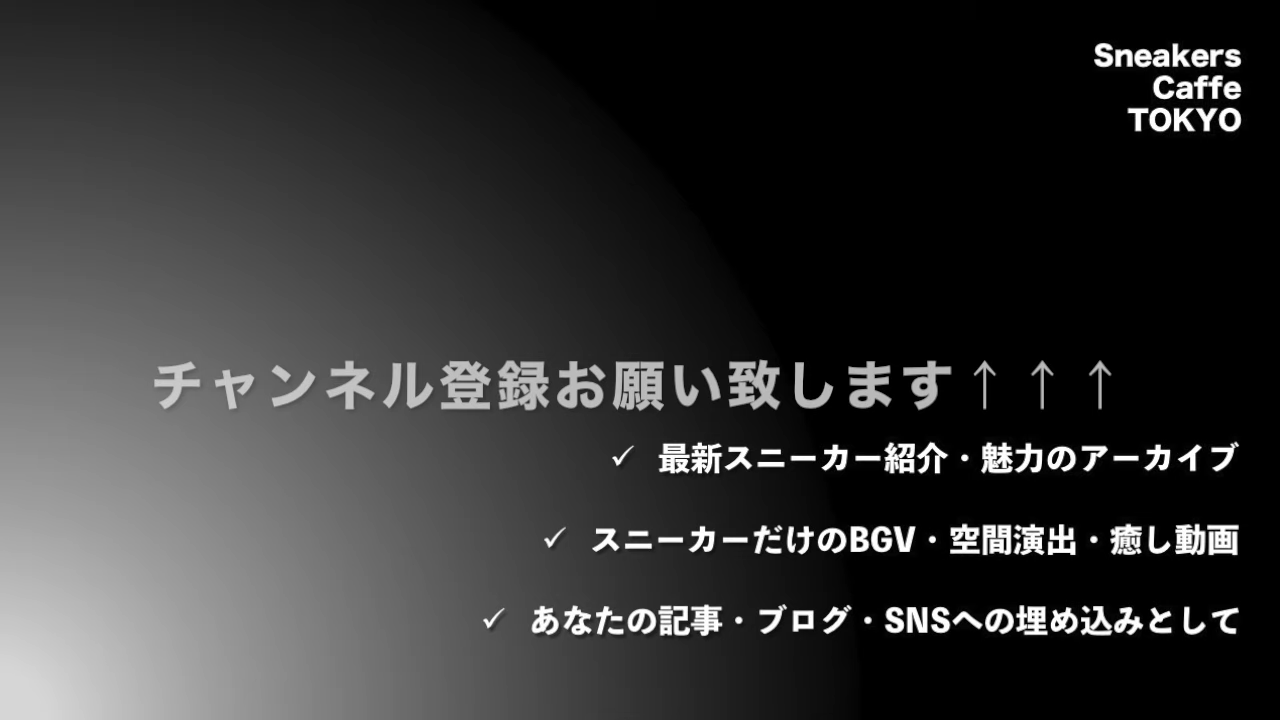 Sneakers
Caffe
TOKYO
チャンネル登録お願い致します↑↑↑
✓ 最新スニーカー紹介・魅力のアーカイブ
✓ スニーカーだけのBGV・空間演出・癒し動画
✓ あなたの記事・ブログ・SNSへの埋め込みとして